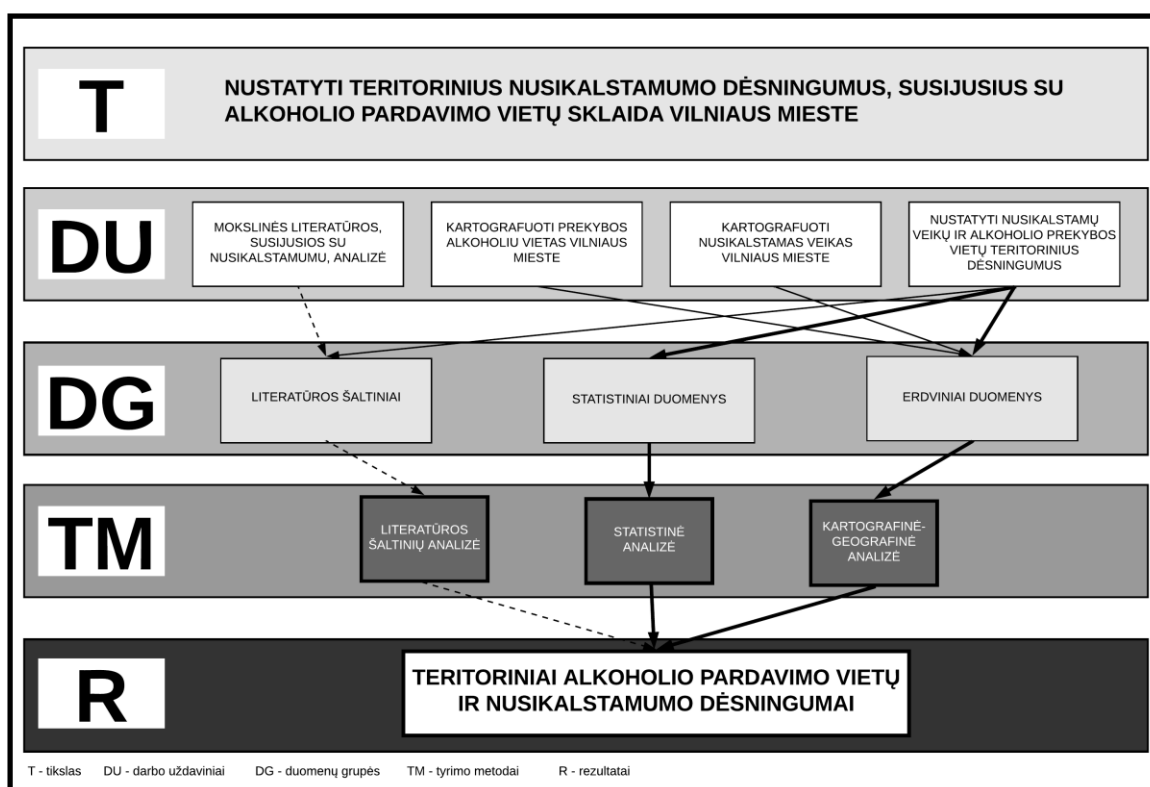 T
NUSTATYTI TERITORINIUS NUSIKALSTAMUMO DĖSNINGUMUS, SUSIJUSIUS SU
ALKOHOLIO PARDAVIMO VIETŲ SKLAIDA VILNIAUS MIESTE
DU
MOKSLINĖS LITERATŪROS,
SUSIJUSIOS SU
NUSIKALSTAMUMU, ANALIZĖ
KARTOGRAFUOTI PREKYBOS
ALKOHOLIU VIETAS VILNIAUS
MIESTE
KARTOGRAFUOTI
NUSIKALSTAMAS VEIKAS
VILNIAUS MIESTE
NUSTATYTI NUSIKALSTAMŲ
VEIKŲ IR ALKOHOLIO PREKYBOS
VIETŲ TERITORINIUS
DĖSNINGUMUS
DG
LITERATŪROS ŠALTINIAI
STATISTINIAI DUOMENYS
ERDVINIAI DUOMENYS
TM
LITERATŪROS
ŠALTINIŲ ANALIZĖ
STATISTINĖ
ANALIZĖ
KARTOGRAFINĖ-
GEOGRAFINĖ
ANALIZĖ
R
TERITORINIAI ALKOHOLIO PARDAVIMO VIETŲ
IR NUSIKALSTAMUMO DĖSNINGUMAI
T - tikslas DU - darbo uždaviniai DG - duomenų grupės TM - tyrimo metodai R - rezultatai